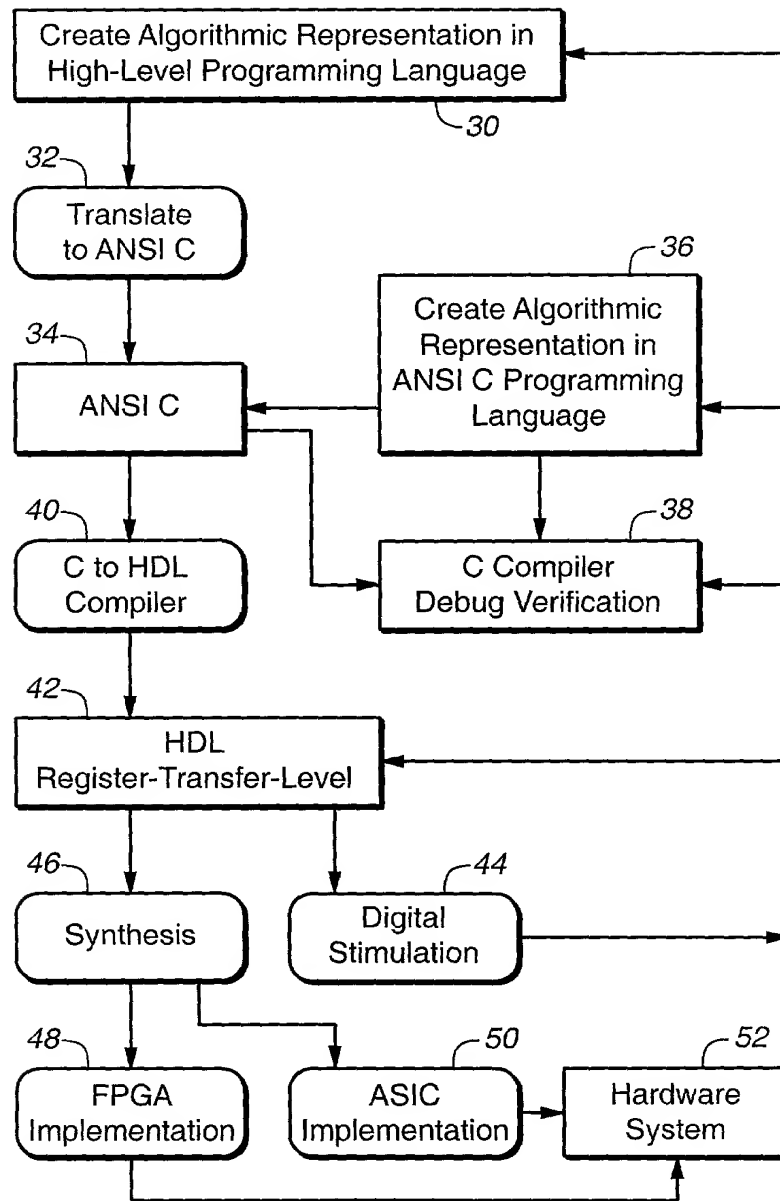 Create Algorithmic Representation in
High-Level Programming Language
30
32
Translate
to ANSI C
36
Create Algorithmic
Representation in
ANSI C Programming
Language
34
ANSI C
40
C to HDL
Compiler
38
C Compiler
Debug Verification
42
HDL
Register-Transfer-Level
46
Synthesis
44
Digital
Stimulation
48
FPGA
Implementation
50
ASIC
Implementation
52
Hardware
System